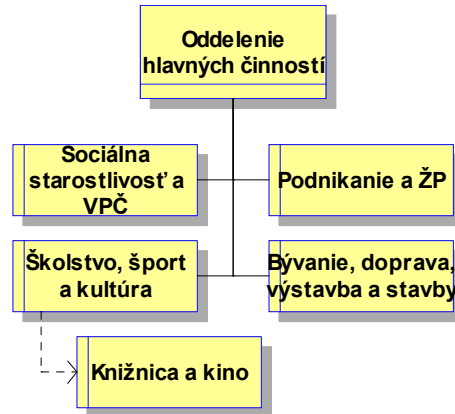 Oddelenie
hlavných činností
Sociálna
starostlivosť a
VPČ
Podnikanie a ŽP
Školstvo, šport
a kultúra
Bývanie, doprava,
výstavba a stavby
Knižnica a kino